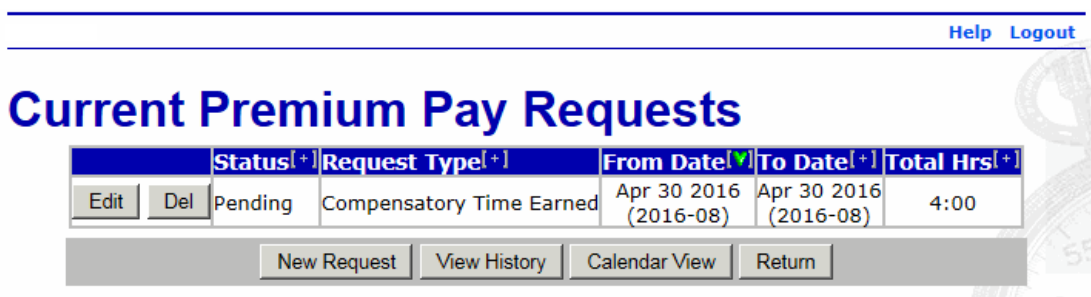 Help Logout
Current Premium Pay Requests
Status[+] Request Type[+] From Date[V] To Date[+] Total Hrs[+]
Edit Del Pending Compensatory Time Earned Apr 30 2016 (2016-08) Apr 30 2016 (2016-08) 4:00
New Request View History Calendar View Return
55